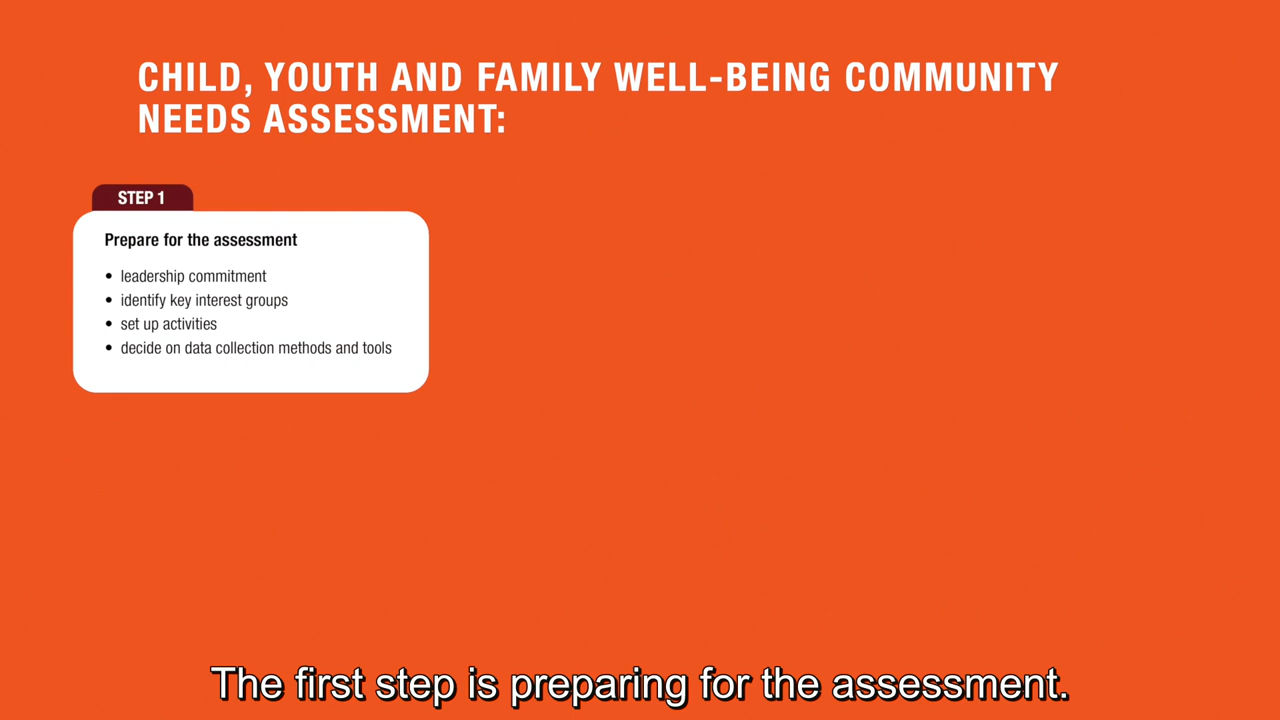 CHILD, YOUTH AND FAMILY WELL-BEING COMMUNITY
NEEDS ASSESSMENT:
STEP 1
Prepare for the assessment
• leadership commitment
• identify key interest groups
• set up activities
• decide on data collection methods and tools
The first step is preparing for the assessment.